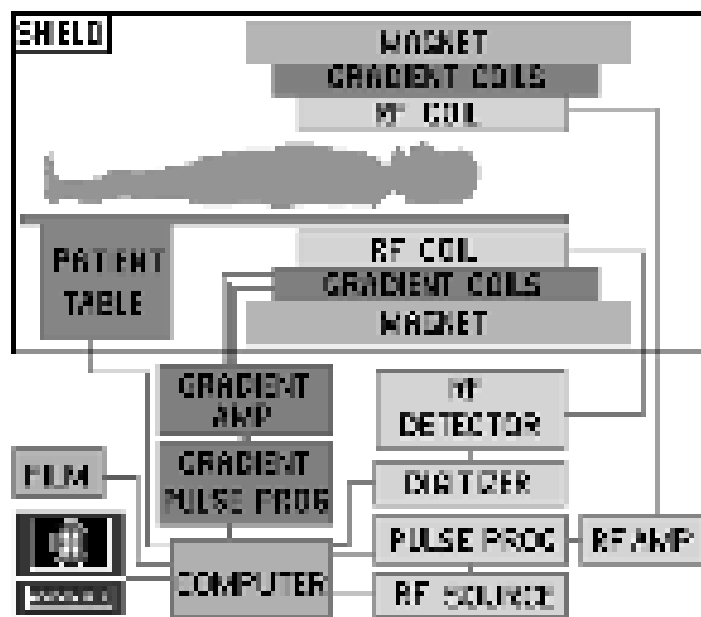 SHIELD
MAGNET
GRADIENT COILS
RF COIL
RF COIL
GRADIENT COILS
MAGNET
PATIENT
TABLE
GRADIENT
AMP
RF
DETECTOR
GRADIENT
PULSE PROG
FILM
DIGITIZER
PULSE PROG
RF AMP
COMPUTER
RF SOURCE